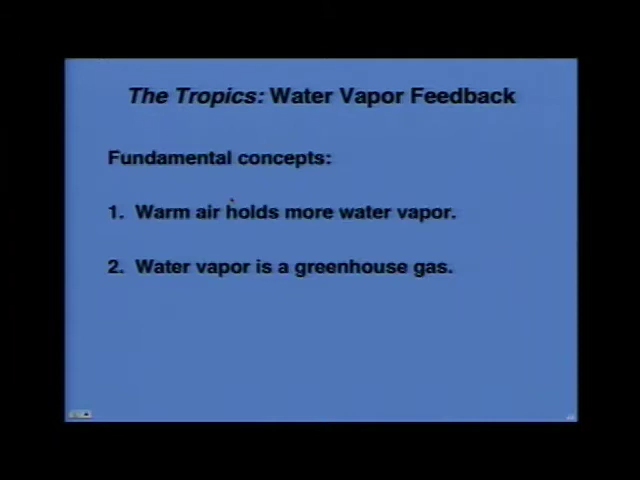 The Tropics: Water Vapor Feedback
Fundamental concepts:
1. Warm air holds more water vapor.
2. Water vapor is a greenhouse gas.